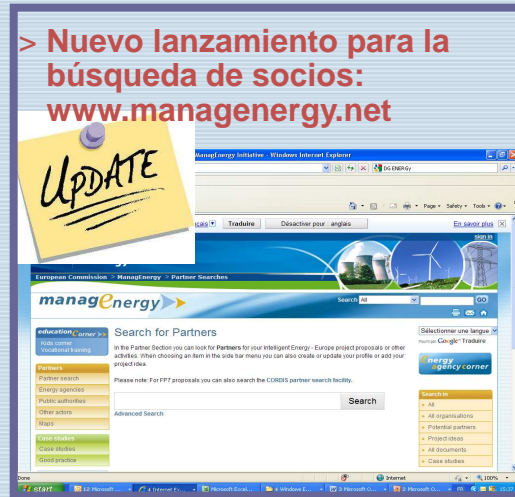 > Nuevo lanzamiento para la
búsqueda de socios:
www.managenergy.net
UPDATE
ManagEnergy Initiative - Windows Internet Explorer
DG ENERGY
Page
Safety
Tools
Traduire
Désactiver pour : anglais
En savoir plus
sign in
European Commission > ManagEnergy > Partner Searches
managenergy
Search All
GO
education corner
Kids corner
Vocational training
Search for Partners
Sélectionner une langue
Google Traduire
energy
agency corner
In the Partner Section you can look for Partners for your Intelligent Energy - Europe project proposals or other
activities. When choosing an item in the side bar menu you can also create or update your profile or add your
project idea.
Please note: For FP7 proposals you can also search the CORDIS partner search facility.
Search
Advanced Search
Partners
Partner search
Energy agencies
Public authorities
Other actors
Maps
Case studies
Case studies
Good practice
Search in
All
All organisations
Potential partners
Project ideas
All documents
Case studies
Done
Internet
100%
start
15:37